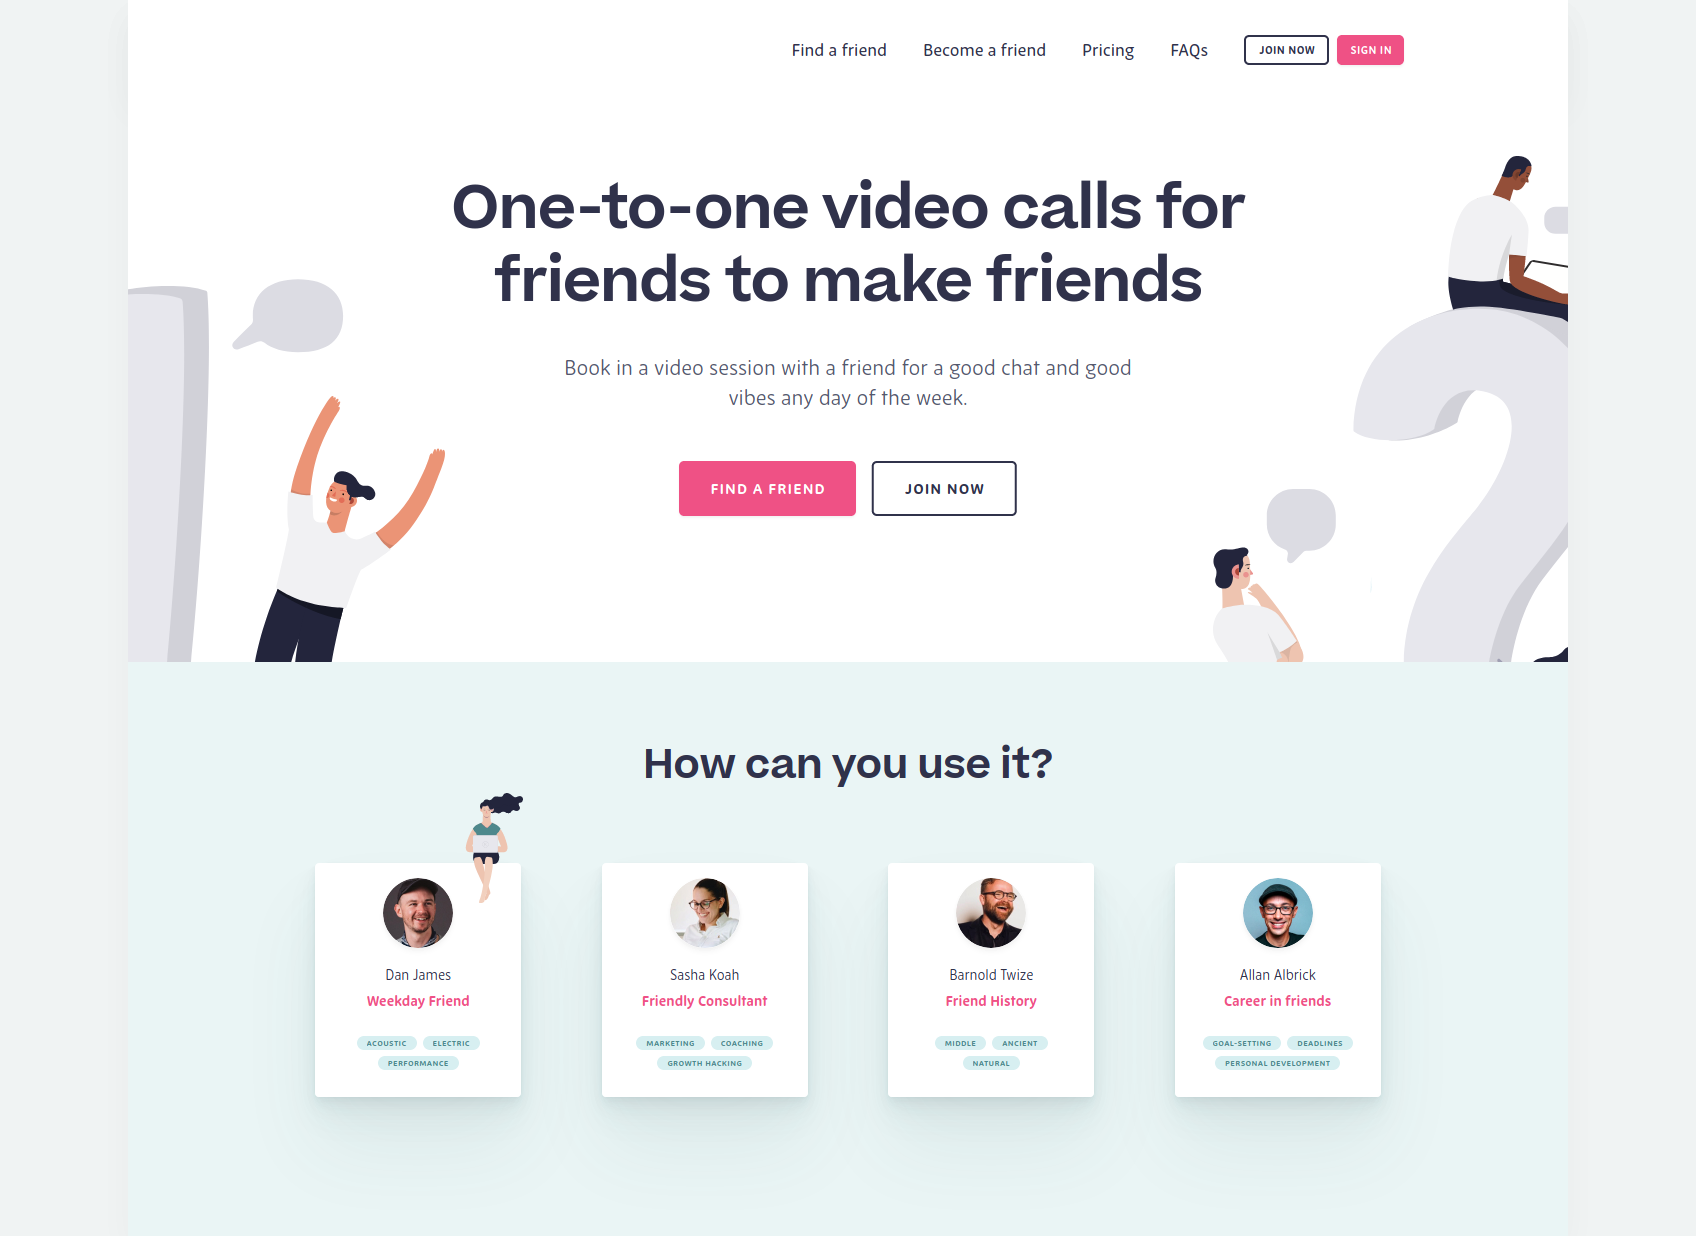 Find a friend Become a friend Pricing FAQs JOIN NOW SIGN IN
One-to-one video calls for
friends to make friends
Book in a video session with a friend for a good chat and good
vibes any day of the week.
FIND A FRIEND JOIN NOW
How can you use it?
Dan James
Weekday Friend
ACOUSTIC ELECTRIC
PERFORMANCE
Sasha Koah
Friendly Consultant
MARKETING COACHING
GROWTH HACKING
Barnold Twize
Friend History
MIDDLE ANCIENT
NATURAL
Allan Albrick
Career in friends
GOAL-SETTING DEADLINES
PERSONAL DEVELOPMENT